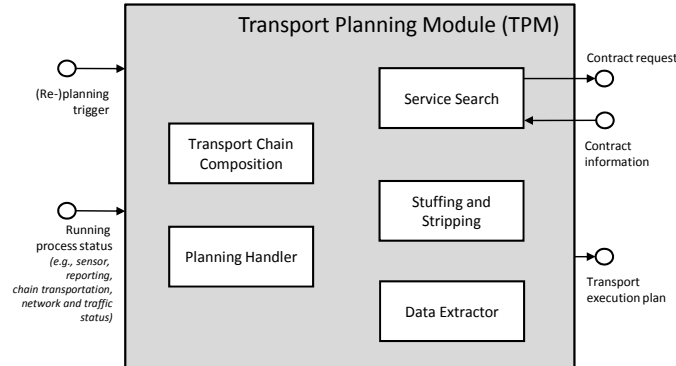 Transport Planning Module (TPM)
(Re-)planning
trigger
Running
process status
(e.g., sensor,
reporting,
chain transportation,
network and traffic
status)
Transport Chain
Composition
Planning Handler
Service Search
Stuffing and
Stripping
Data Extractor
Contract request
Contract
information
Transport
execution plan